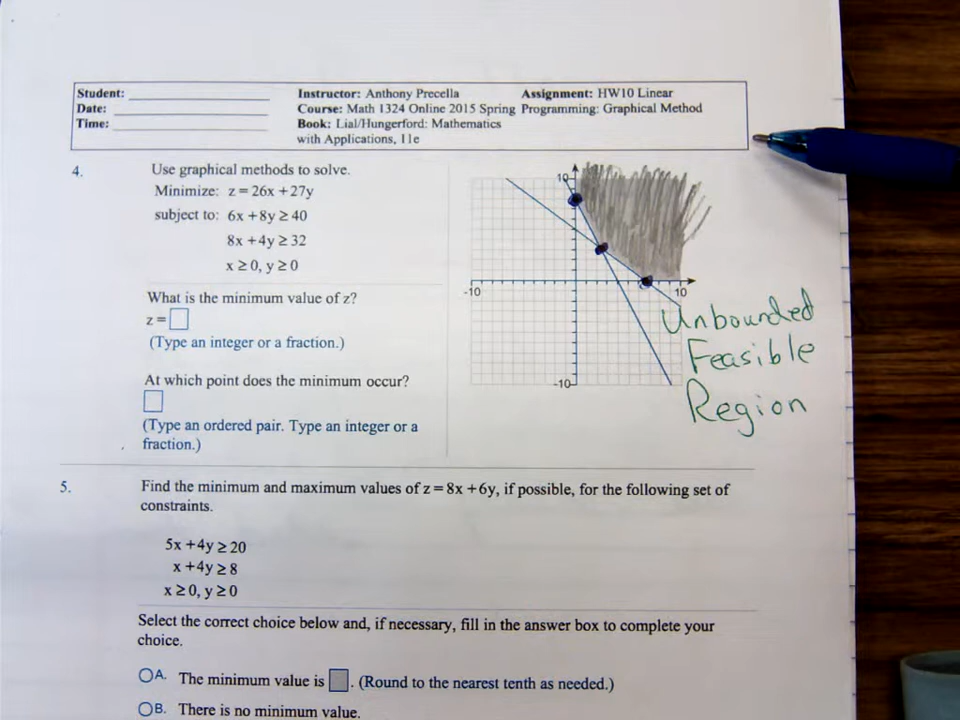 Student: Instructor: Anthony Precella Assignment: HW10 Linear
Date: Course: Math 1324 Online 2015 Spring Programming: Graphical Method
Time: Book: Lial/Hungerford: Mathematics
with Applications, 11e
4. Use graphical methods to solve.
Minimize: z = 26x + 27y
subject to: 6x + 8y ≥ 40
8x + 4y ≥ 32
x ≥ 0, y ≥ 0
What is the minimum value of z?
z =
(Type an integer or a fraction.)
At which point does the minimum occur?
(Type an ordered pair. Type an integer or a
fraction.)
10
-10
10
-10
Unbounded
Feasible
Region
5. Find the minimum and maximum values of z = 8x + 6y, if possible, for the following set of
constraints.
5x + 4y ≥ 20
x + 4y ≥ 8
x ≥ 0, y ≥ 0
Select the correct choice below and, if necessary, fill in the answer box to complete your
choice.
A. The minimum value is . (Round to the nearest tenth as needed.)
B. There is no minimum value.